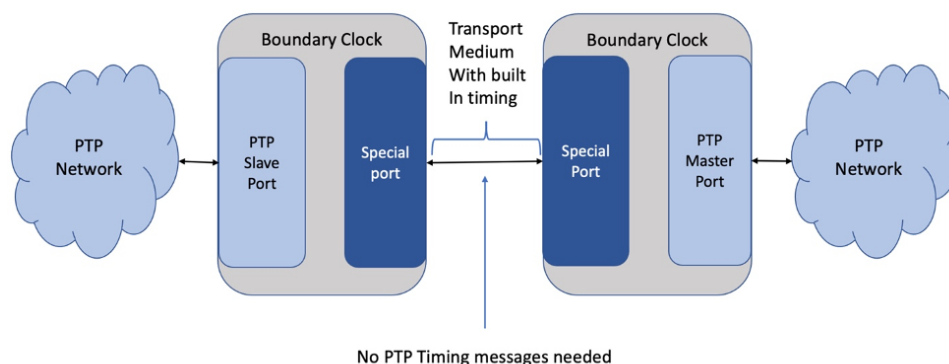 Boundary Clock
Transport
Medium
With built
In timing
Boundary Clock
PTP
Network
PTP
Slave
Port
Special
port
Special
Port
PTP
Master
Port
PTP
Network
No PTP Timing messages needed